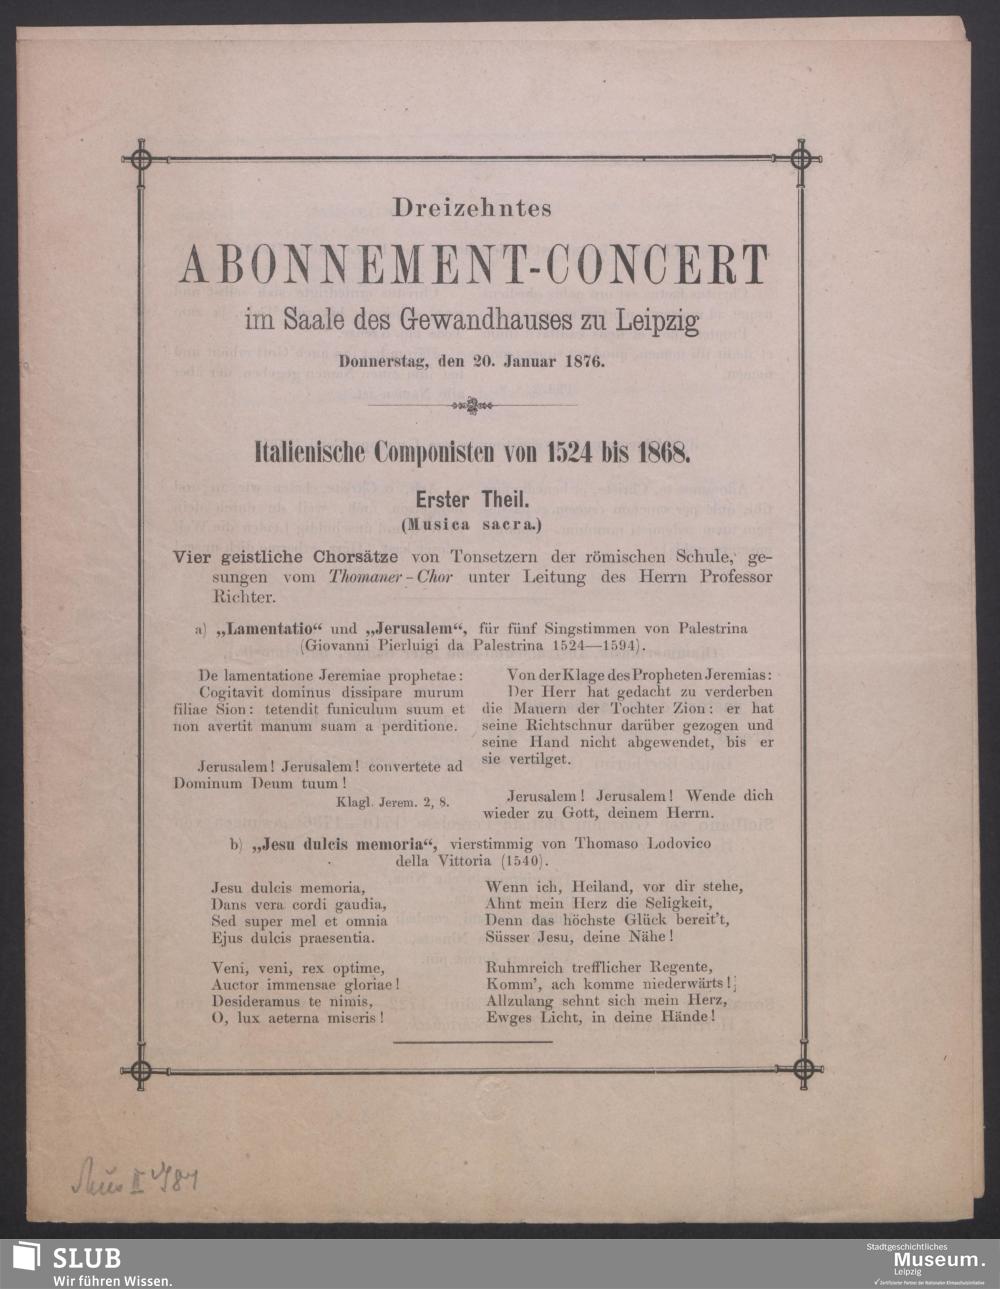 Dreizehntes
ABONNEMENT-CONCERT
im Saale des Gewandhauses zu Leipzig
Donnerstag, den 20. Januar 1876.
Italienische Componisten von 1524 bis 1868.
Erster Theil.
(Musica sacra.)
Vier geistliche Chorsätze von Tonsetzern der römischen Schule, ge-
sungen vom Thomaner-Chor unter Leitung des Herrn Professor
Richter.
a) „Lamentatio“ und „Jerusalem“, für fünf Singstimmen von Palestrina
(Giovanni Pierluigi da Palestrina 1524—1594).
De lamentatione Jeremiae prophetae:
Cogitavit dominus dissipare murum
filiae Sion: tetendit funiculum suum et
non avertit manum suam a perditione.
Jerusalem! Jerusalem! convertete ad
Dominum Deum tuum!
Klagl. Jerem. 2, 8.
Von der Klage des Propheten Jeremias:
Der Herr hat gedacht zu verderben
die Mauern der Tochter Zion: er hat
seine Richtschnur darüber gezogen und
seine Hand nicht abgewendet, bis er
sie vertilget.
Jerusalem! Jerusalem! Wende dich
wieder zu Gott, deinem Herrn.
b) „Jesu dulcis memoria“, vierstimmig von Thomaso Lodovico
della Vittoria (1540).
Jesu dulcis memoria,
Dans vera cordi gaudia,
Sed super mel et omnia
Ejus dulcis praesentia.
Veni, veni, rex optime,
Auctor immensae gloriae!
Desideramus te nimis,
O, lux aeterna miseris!
Wenn ich, Heiland, vor dir stehe,
Ahnt mein Herz die Seligkeit,
Denn das höchste Glück bereit't,
Süsser Jesu, deine Nähe!
Ruhmreich trefflicher Regente,
Komm', ach komme niederwärts!
Allzulang sehnt sich mein Herz,
Ewges Licht, in deine Hände!
SLUB
Wir führen Wissen.
Stadtgeschichtliches
Museum.
Leipzig